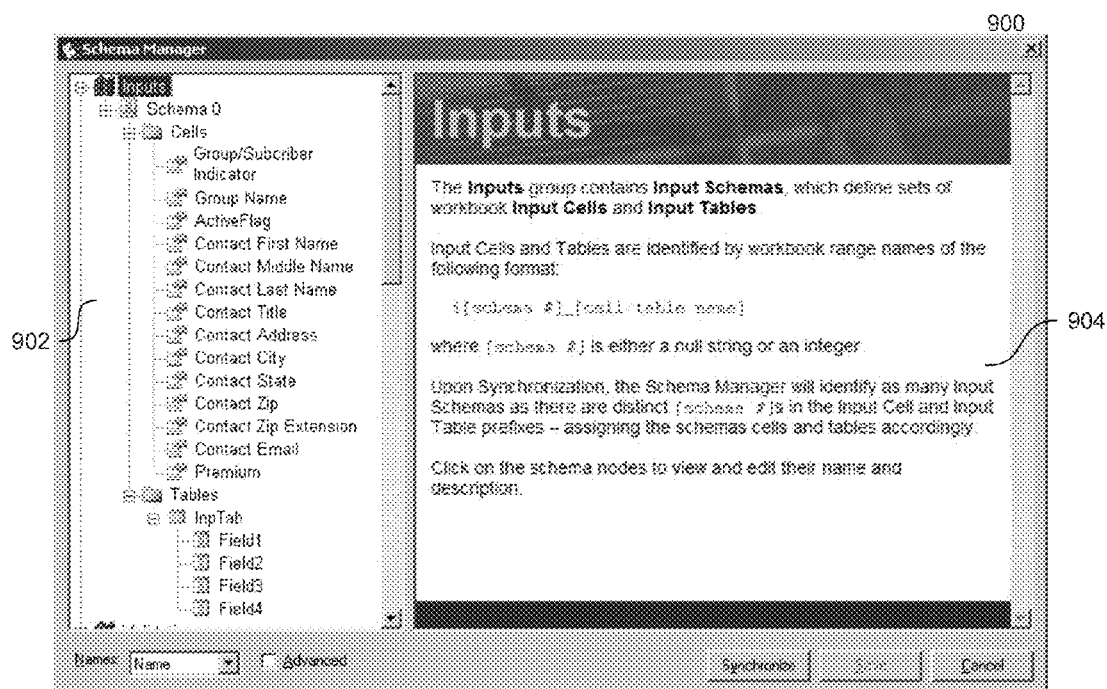 900
Schema Manager
Inputs
Schema 0
Cells
Group/Subcriber
Indicator
Group Name
ActiveFlag
Contact First Name
Contact Middle Name
Contact Last Name
Contact Title
Contact Address
Contact City
Contact State
Contact Zip
Contact Zip Extension
Contact Email
Premium
Tables
InpTab
Field1
Field2
Field3
Field4
902
Inputs
The Inputs group contains Input Schemas, which define sets of
workbook Input Cells and Input Tables.
Input Cells and Tables are identified by workbook range names of the
following format:
i[schema #]_[cell table name]
where [schema #] is either a null string or an integer.
Upon Synchronization, the Schema Manager will identify as many Input
Schemas as there are distinct [schema #]s in the Input Cell and Input
Table prefixes – assigning the schemas cells and tables accordingly.
Click on the schema nodes to view and edit their name and
description.
904
Names: Name
Advanced
Synchronize
Cancel